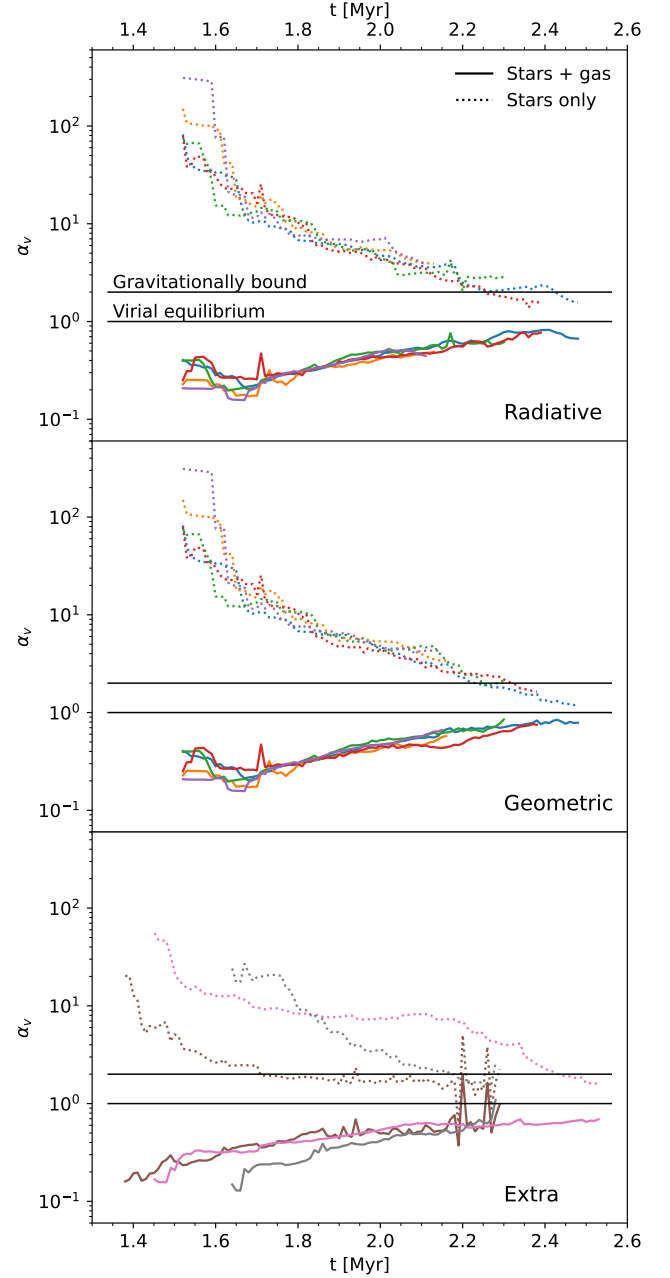 t [Myr]
1.4 1.6 1.8 2.0 2.2 2.4 2.6
Stars + gas
Stars only
10²
10¹
α_v
Gravitationally bound
Virial equilibrium
10⁰
10⁻¹
Radiative
10²
10¹
α_v
10⁰
10⁻¹
Geometric
10²
10¹
α_v
10⁰
10⁻¹
Extra
1.4 1.6 1.8 2.0 2.2 2.4 2.6
t [Myr]